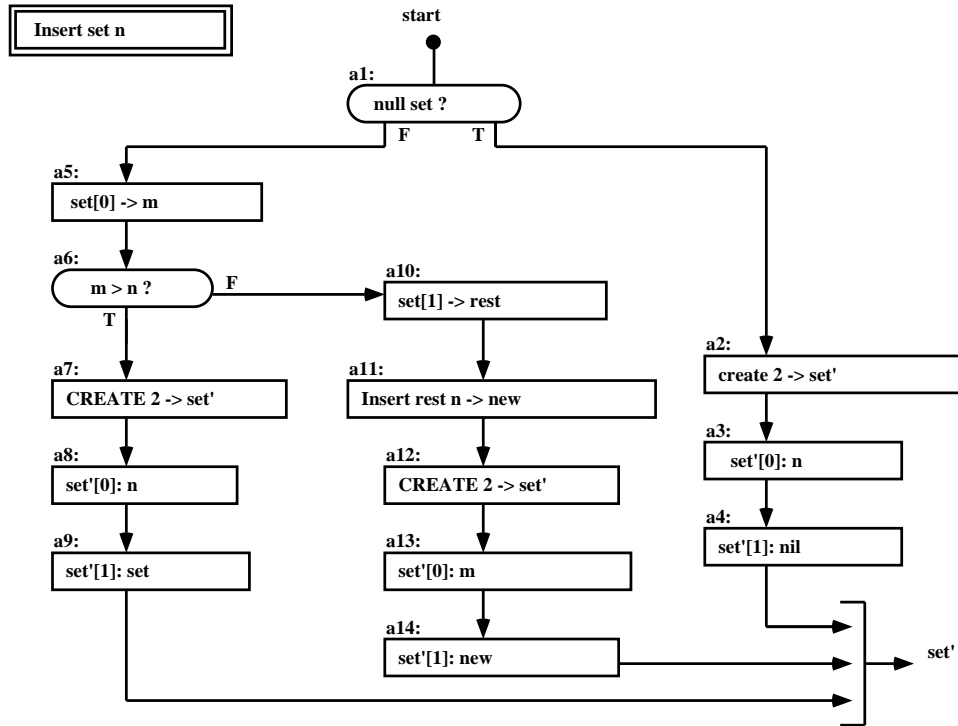 Insert set n
start
a1:
null set ?
F
T
a5:
set[0] -> m
a6:
m > n ?
F
T
a10:
set[1] -> rest
a7:
CREATE 2 -> set'
a11:
Insert rest n -> new
a2:
create 2 -> set'
a8:
set'[0]: n
a12:
CREATE 2 -> set'
a3:
set'[0]: n
a9:
set'[1]: set
a13:
set'[0]: m
a4:
set'[1]: nil
a14:
set'[1]: new
set'